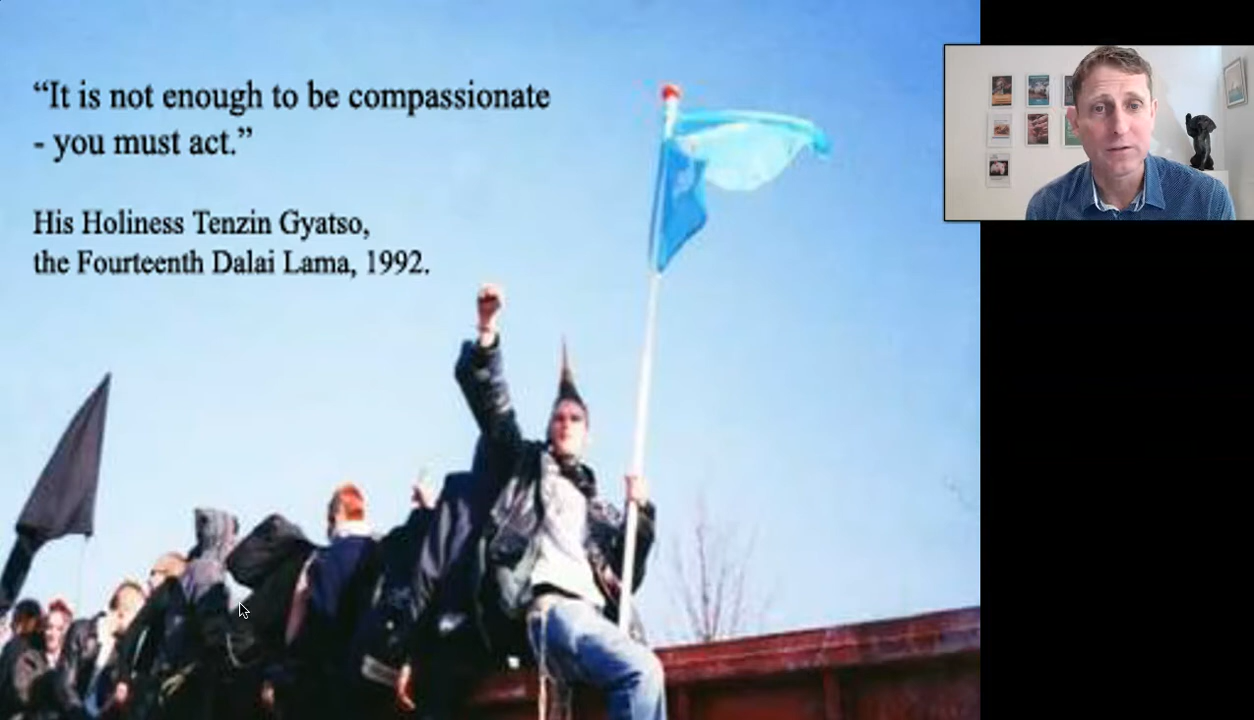 “It is not enough to be compassionate
- you must act.”
His Holiness Tenzin Gyatso,
the Fourteenth Dalai Lama, 1992.